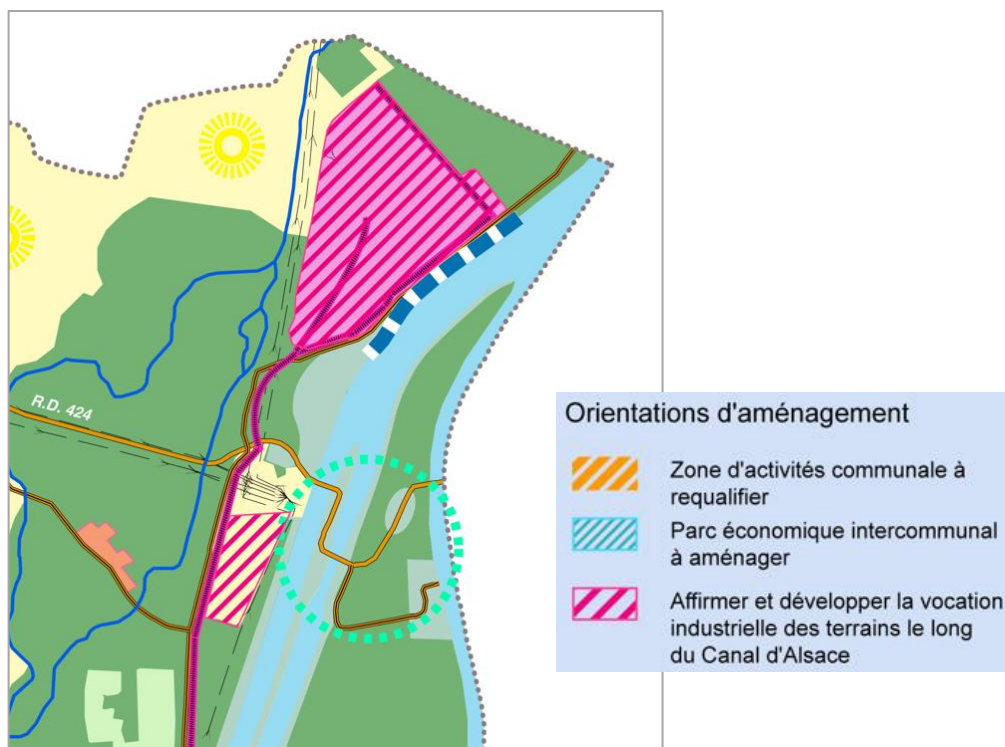 R.D. 424
Orientations d'aménagement
Zone d'activités communale à
requalifier
Parc économique intercommunal
à aménager
Affirmer et développer la vocation
industrielle des terrains le long
du Canal d'Alsace